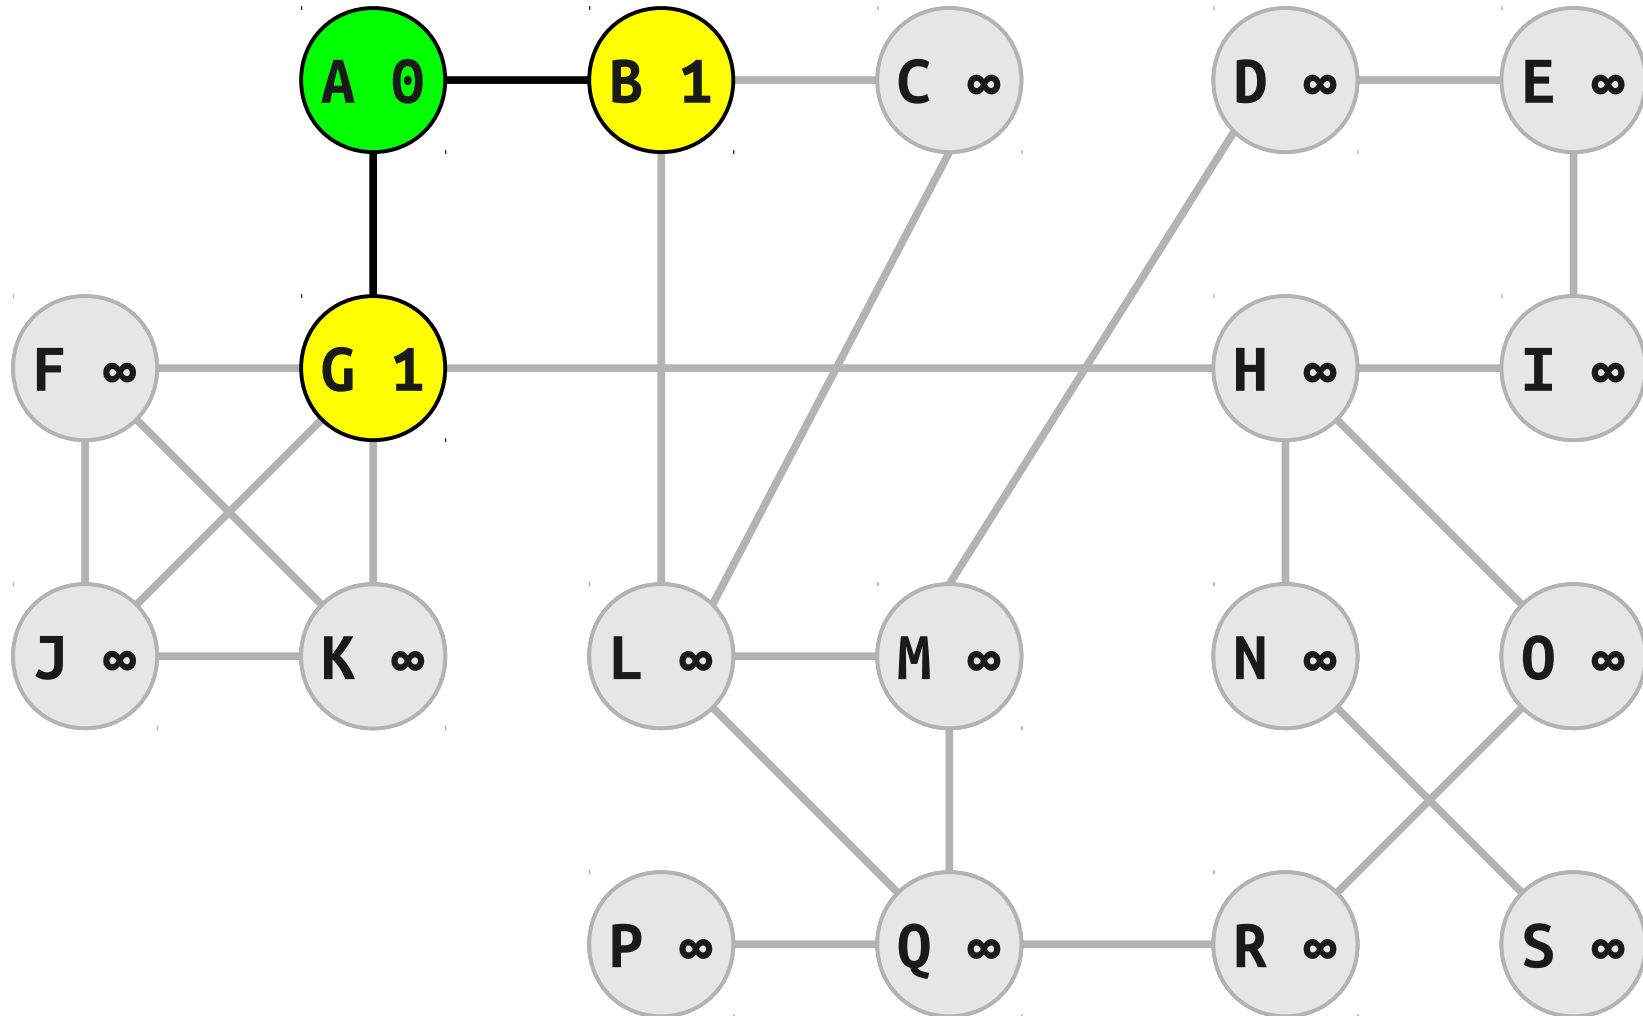 A 0 B 1 C ∞ D ∞ E ∞
F ∞ G 1 H ∞ I ∞
J ∞ K ∞ L ∞ M ∞ N ∞ O ∞
P ∞ Q ∞ R ∞ S ∞